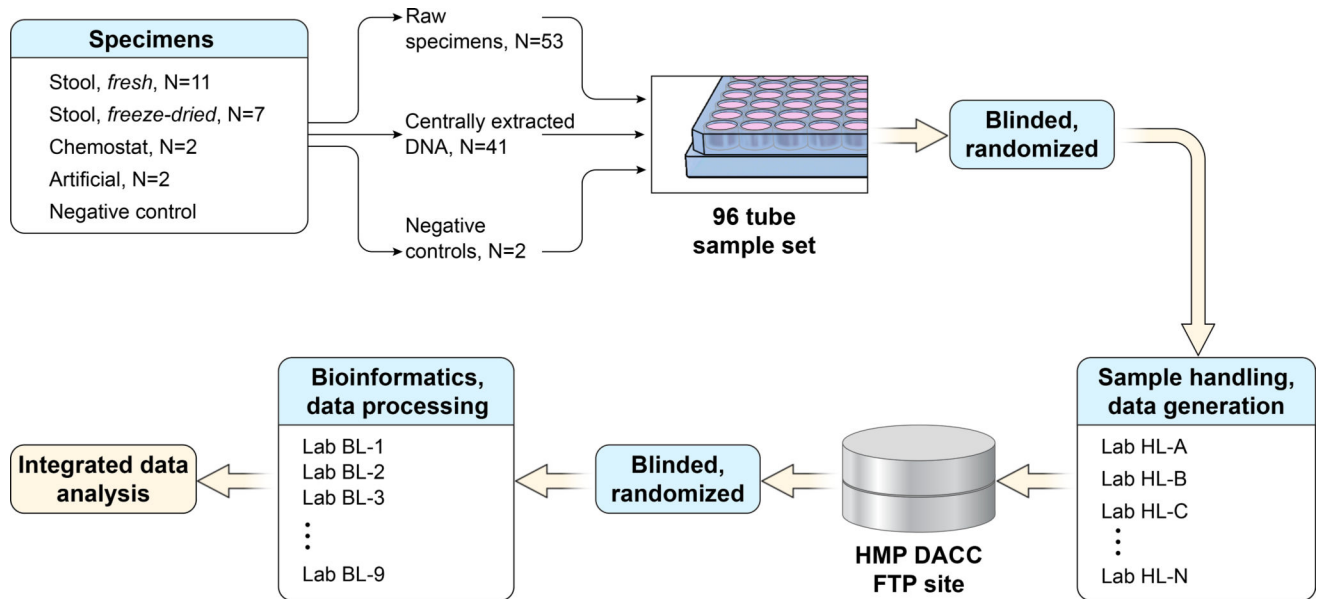 Specimens
Stool, fresh, N=11
Stool, freeze-dried, N=7
Chemostat, N=2
Artificial, N=2
Negative control
Raw
specimens, N=53
Centrally extracted
DNA, N=41
Negative
controls, N=2
96 tube
sample set
Blinded,
randomized
Sample handling,
data generation
Lab HL-A
Lab HL-B
Lab HL-C
⋮
Lab HL-N
HMP DACC
FTP site
Blinded,
randomized
Bioinformatics,
data processing
Lab BL-1
Lab BL-2
Lab BL-3
⋮
Lab BL-9
Integrated data
analysis